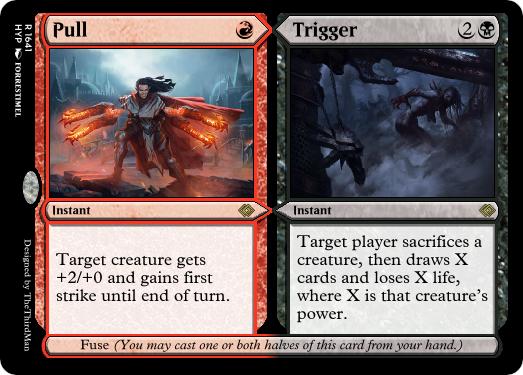 Pull
Instant
Target creature gets
+2/+0 and gains first
strike until end of turn.
Trigger
2
Instant
Target player sacrifices a
creature, then draws X
cards and loses X life,
where X is that creature's
power.
Fuse (You may cast one or both halves of this card from your hand.)
R 1641
HYP FORRESTIMEL
Designed by TheThirdMan